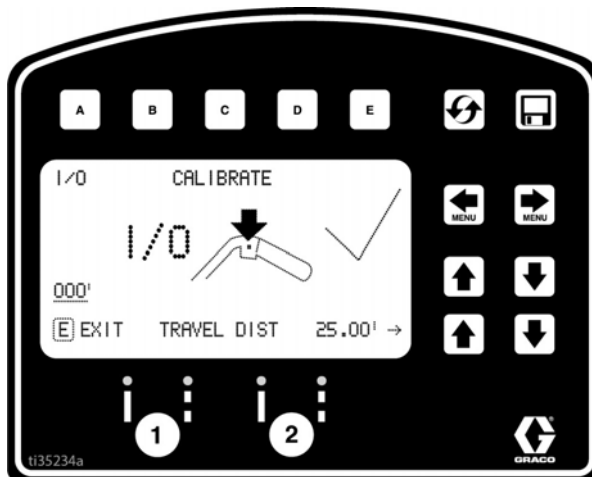 A B C D E
I/O CALIBRATE
I/O
MENU MENU
000'
E EXIT TRAVEL DIST 25.00' →
1 2
GRACO
ti35234a